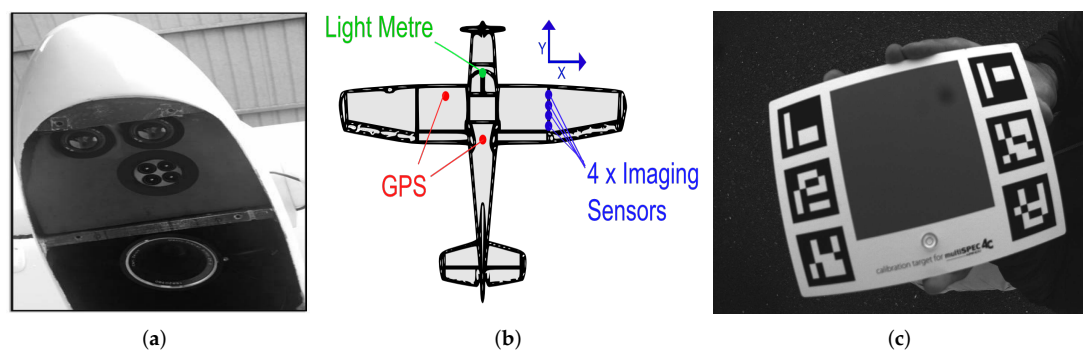 Light Metre
Y
X
GPS
4 x Imaging
Sensors
calibration target for multiSPEC 4C
(a)
(b)
(c)